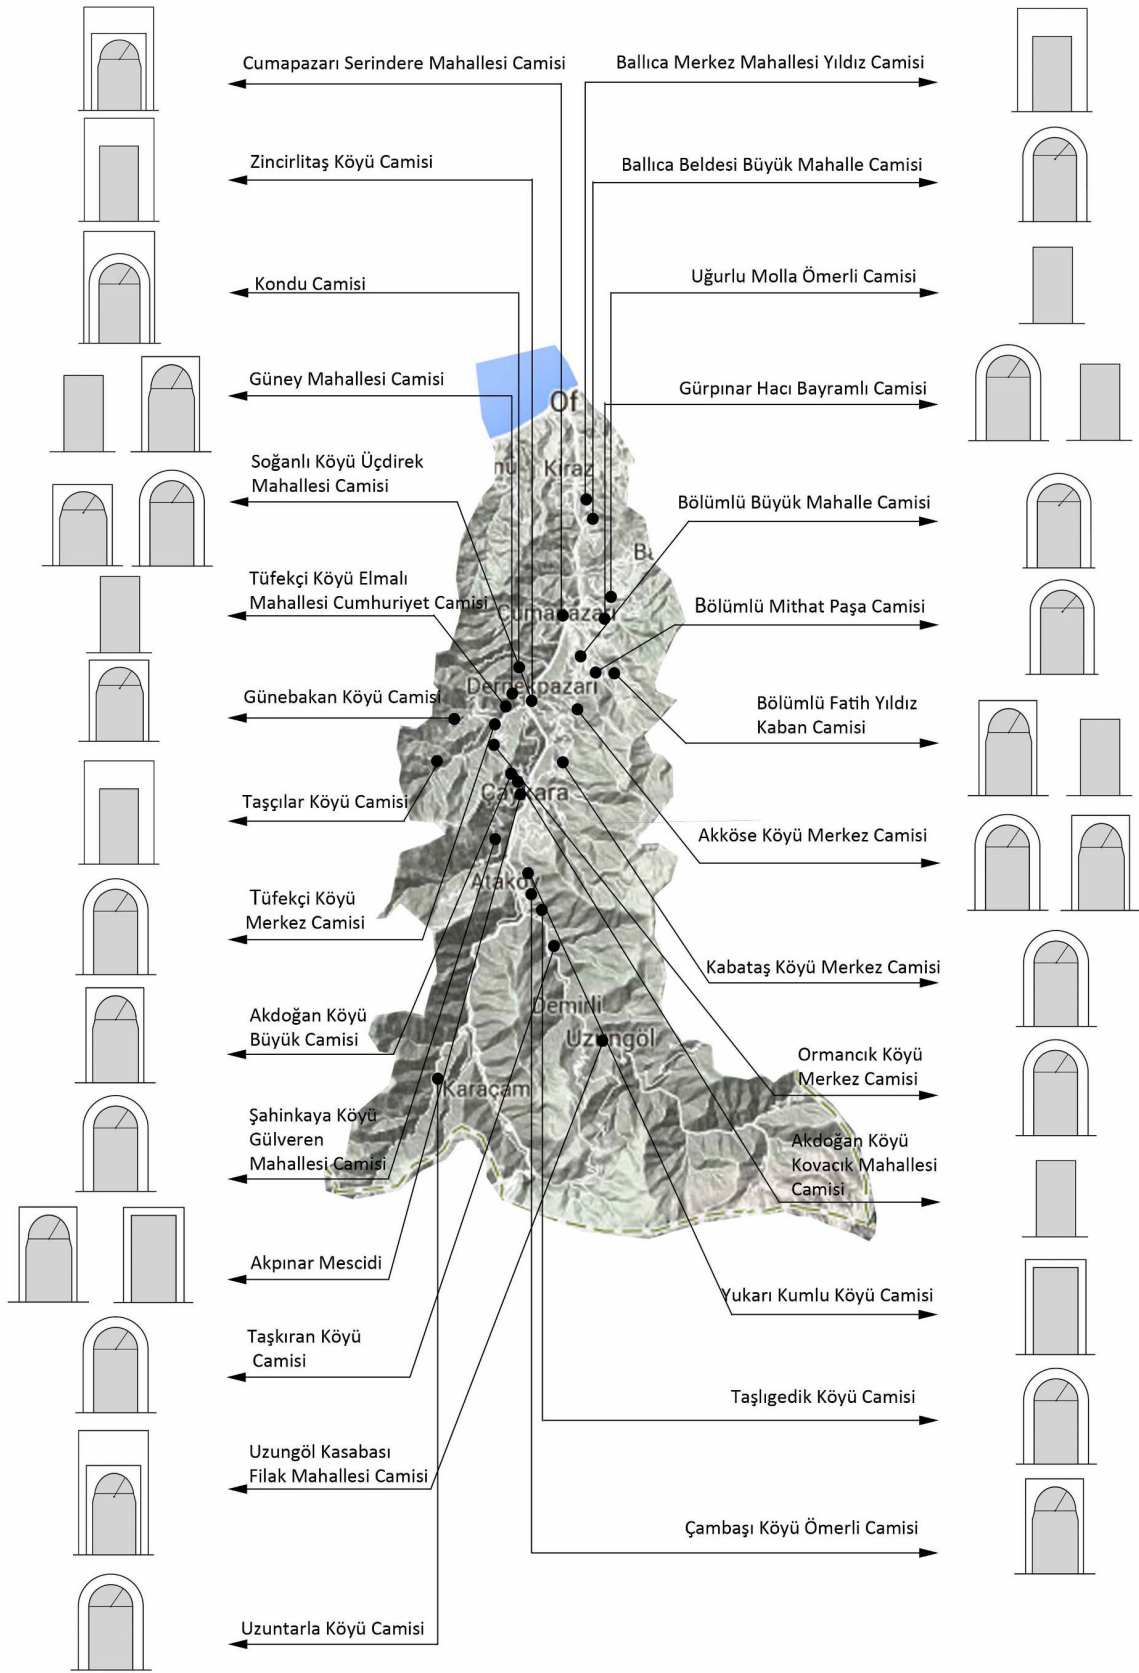 Cumapazarı Serindere Mahallesi Camisi
Zincirlitaş Köyü Camisi
Kondu Camisi
Güney Mahallesi Camisi
Soğanlı Köyü Üçdirek
Mahallesi Camisi
Tüfekçi Köyü Elmalı
Mahallesi Cumhuriyet Camisi
Günebakan Köyü Camisi
Taşçılar Köyü Camisi
Tüfekçi Köyü
Merkez Camisi
Akdoğan Köyü
Büyük Camisi
Şahinkaya Köyü
Gülveren
Mahallesi Camisi
Akpınar Mescidi
Taşkıran Köyü
Camisi
Uzungöl Kasabası
Filak Mahallesi Camisi
Uzuntarla Köyü Camisi
Of
Kiraz
Cumapazarı
Dernekpazarı
Çaykara
Ataköy
Demirli
Uzungöl
Karaçam
Ballıca Merkez Mahallesi Yıldız Camisi
Ballıca Beldesi Büyük Mahalle Camisi
Uğurlu Molla Ömerli Camisi
Gürpınar Hacı Bayramlı Camisi
Bölümlü Büyük Mahalle Camisi
Bölümlü Mithat Paşa Camisi
Bölümlü Fatih Yıldız
Kaban Camisi
Akköse Köyü Merkez Camisi
Kabataş Köyü Merkez Camisi
Ormancık Köyü
Merkez Camisi
Akdoğan Köyü
Kovacık Mahallesi
Camisi
Yukarı Kumlu Köyü Camisi
Taşlıgedik Köyü Camisi
Çambaşı Köyü Ömerli Camisi